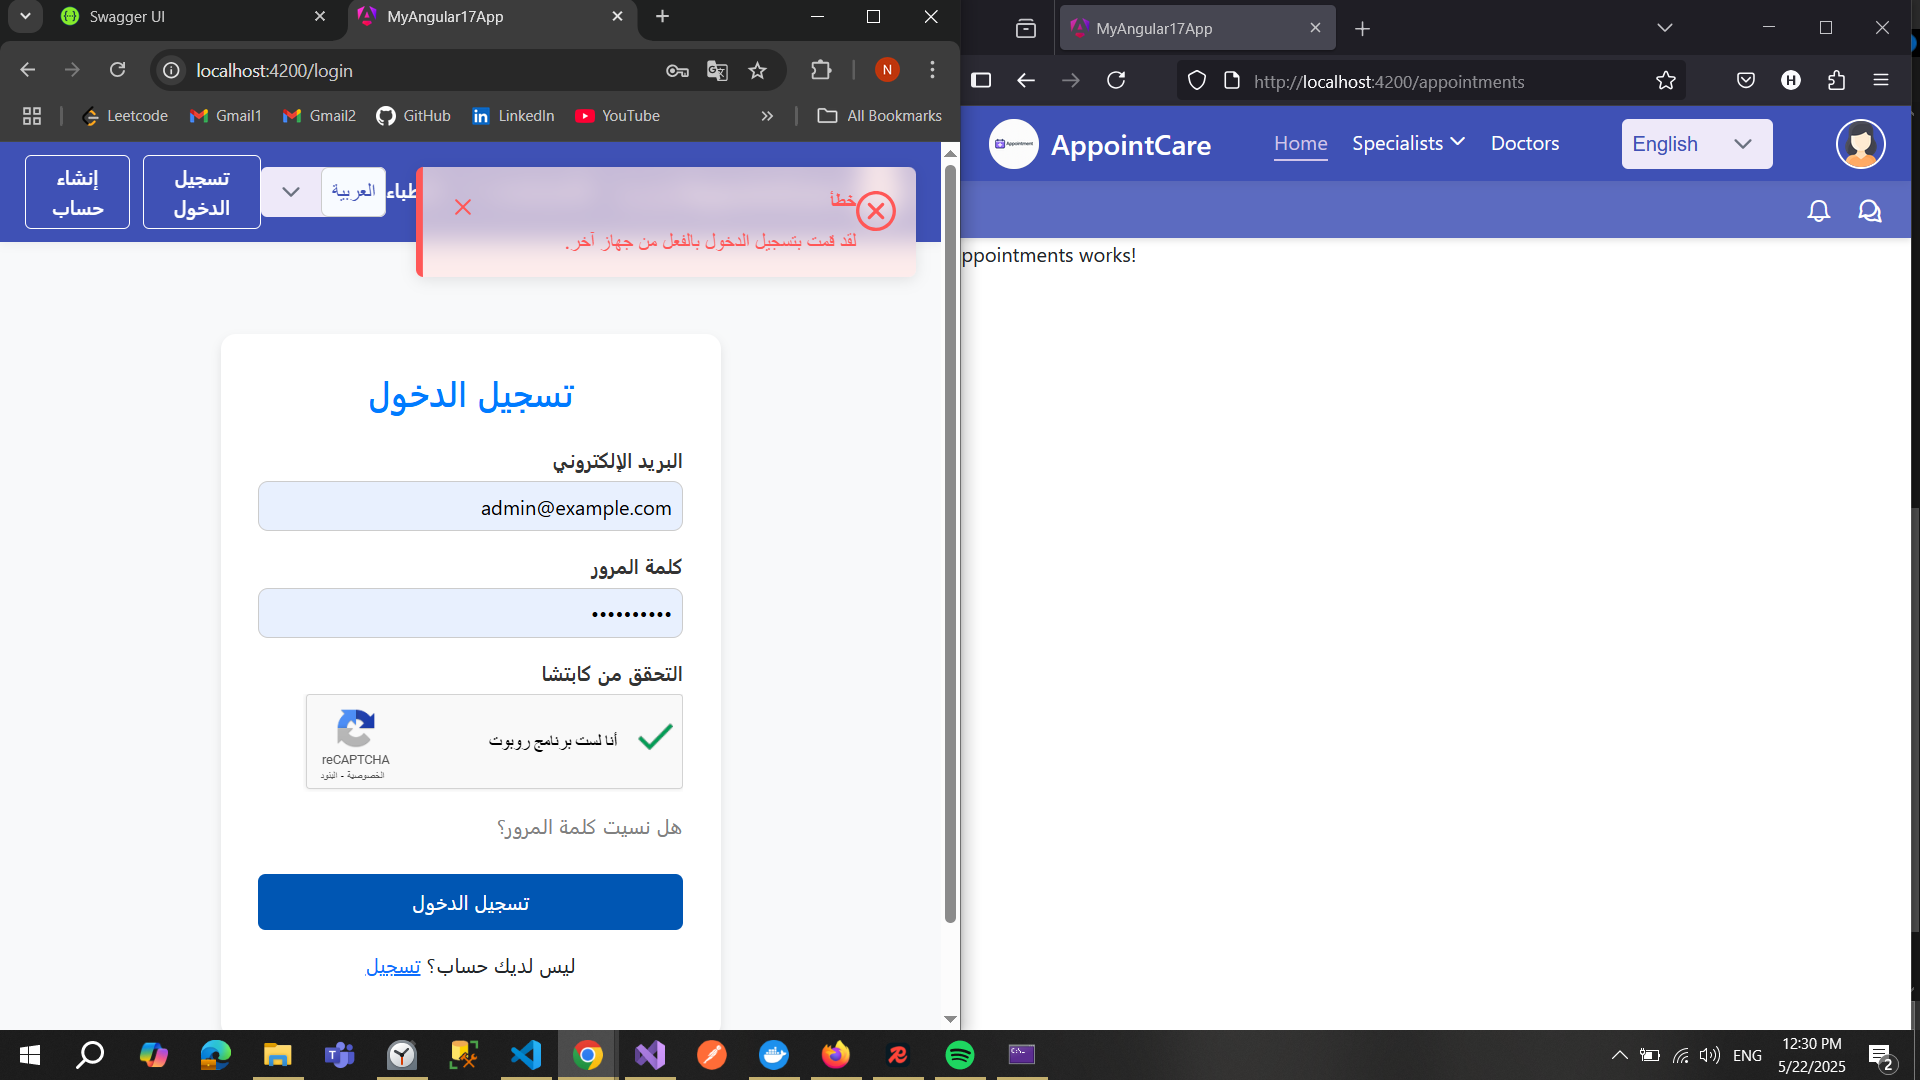 Swagger UI
MyAngular17App
localhost:4200/login
N
Leetcode
Gmail1
Gmail2
GitHub
LinkedIn
YouTube
»
All Bookmarks
إنشاء
حساب
تسجيل
الدخول
العربية
طباء
خطأ
لقد قمت بتسجيل الدخول بالفعل من جهاز آخر.
تسجيل الدخول
البريد الإلكتروني
admin@example.com
كلمة المرور
••••••••••
التحقق من كابتشا
أنا لست برنامج روبوت
reCAPTCHA
الخصوصية - البنود
هل نسيت كلمة المرور؟
تسجيل الدخول
ليس لديك حساب؟ تسجيل
MyAngular17App
http://localhost:4200/appointments
H
Appointment
AppointCare
Home
Specialists
Doctors
English
ppointments works!
ENG
12:30 PM
5/22/2025
2